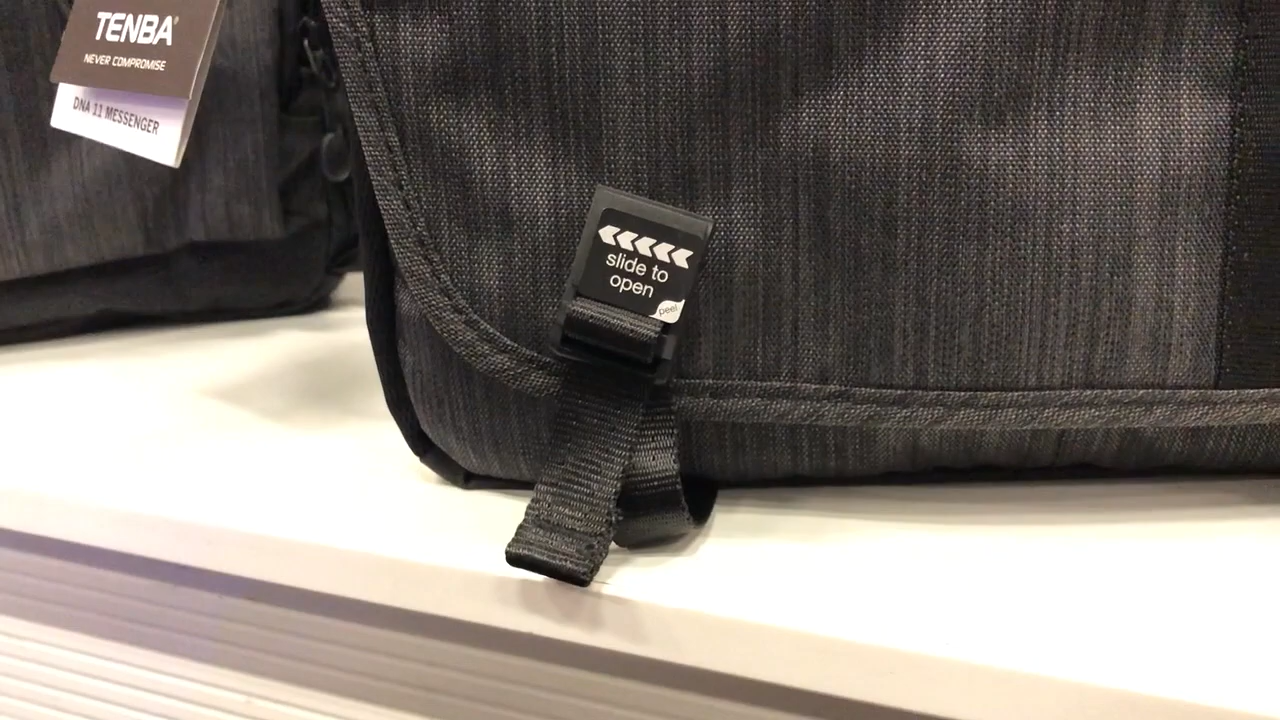 TENBA®
NEVER COMPROMISE
DNA 11 MESSENGER
slide to
open
peel